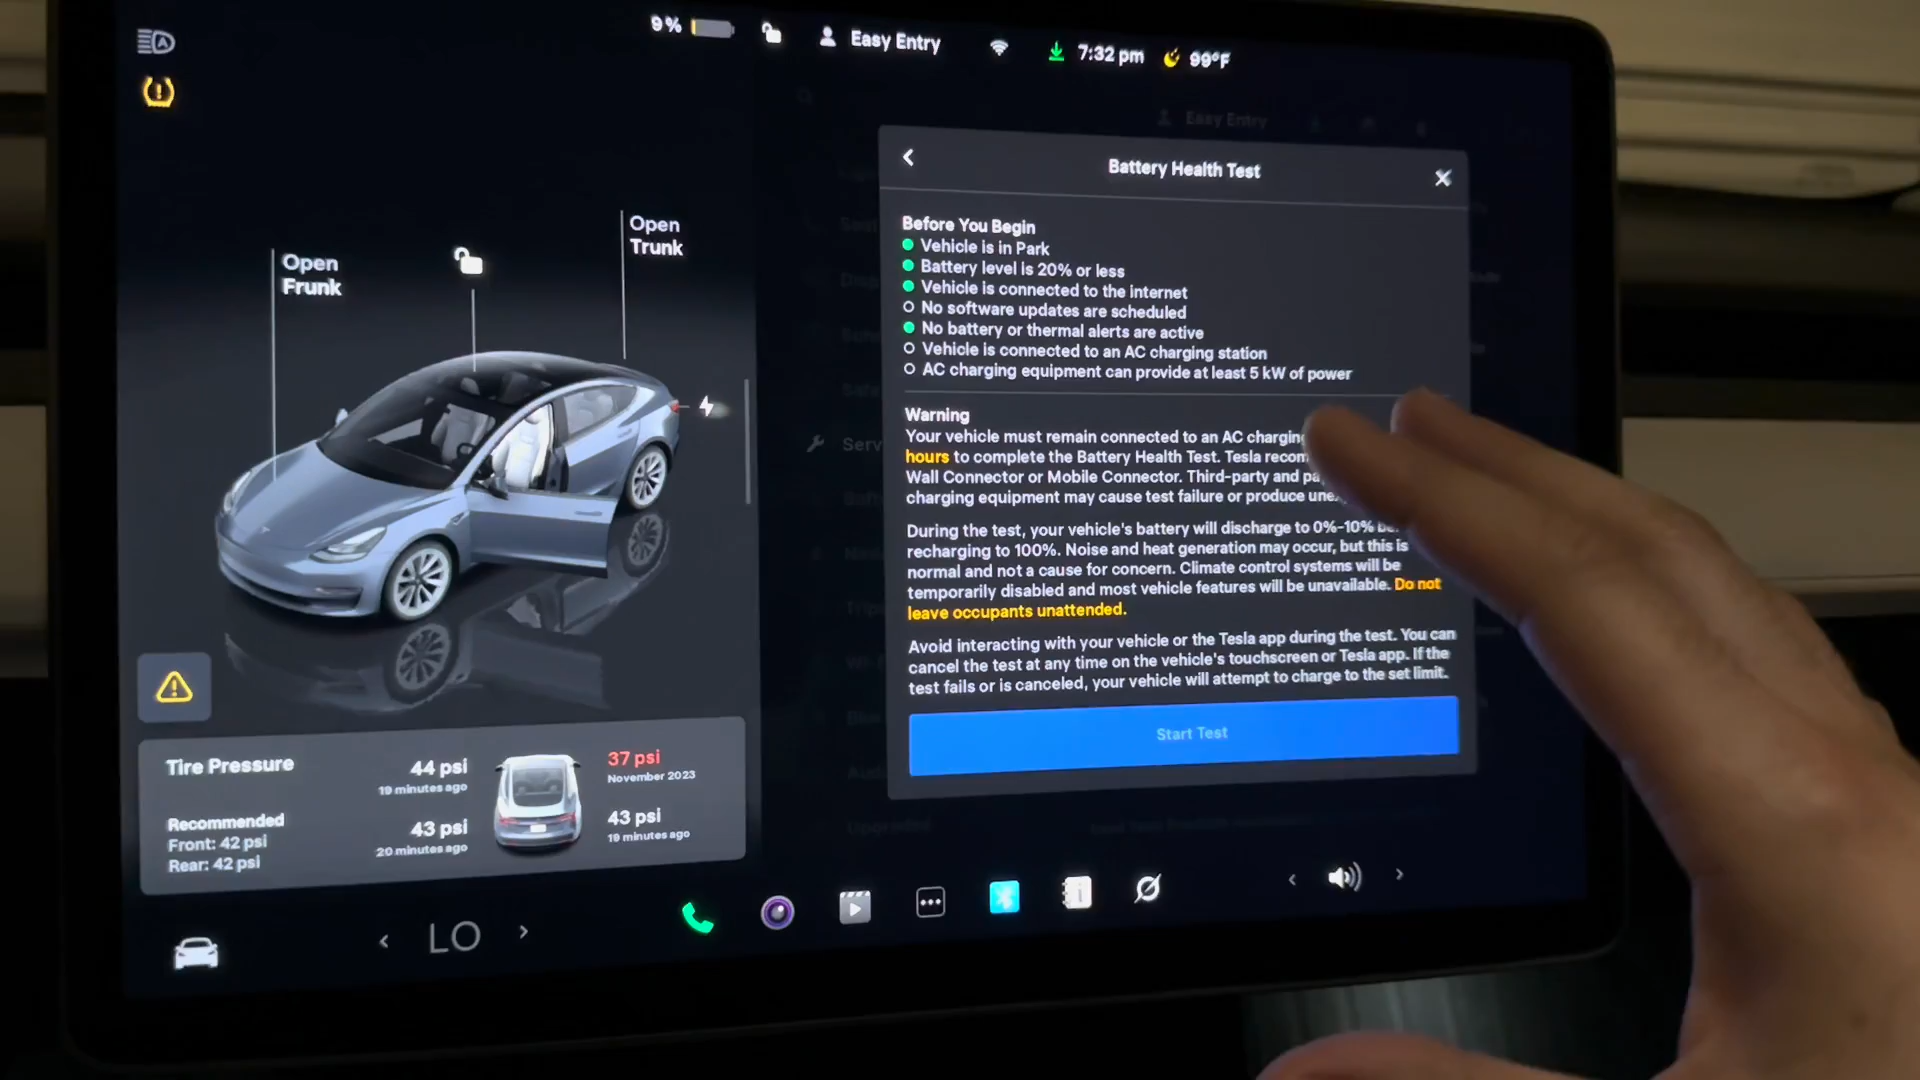 9%
Easy Entry
7:32 pm
99°F
Easy Entry
Open
Frunk
Open
Trunk
Battery Health Test
Before You Begin
Vehicle is in Park
Battery level is 20% or less
Vehicle is connected to the internet
No software updates are scheduled
No battery or thermal alerts are active
Vehicle is connected to an AC charging station
AC charging equipment can provide at least 5 kW of power
Warning
Your vehicle must remain connected to an AC charging
hours to complete the Battery Health Test. Tesla
Wall Connector or Mobile Connector. Third-party and
charging equipment may cause test failure or produce
During the test, your vehicle's battery will discharge to 0%-10%
recharging to 100%. Noise and heat generation may occur, but this is
normal and not a cause for concern. Climate control systems will be
temporarily disabled and most vehicle features will be unavailable. Do not
leave occupants unattended.
Avoid interacting with your vehicle or the Tesla app during the test. You can
cancel the test at any time on the vehicle's touchscreen or Tesla app. If the
test fails or is canceled, your vehicle will attempt to charge to the set limit.
Start Test
Tire Pressure
Recommended
Front: 42 psi
Rear: 42 psi
44 psi
19 minutes ago
43 psi
20 minutes ago
37 psi
November 2023
43 psi
19 minutes ago
LO